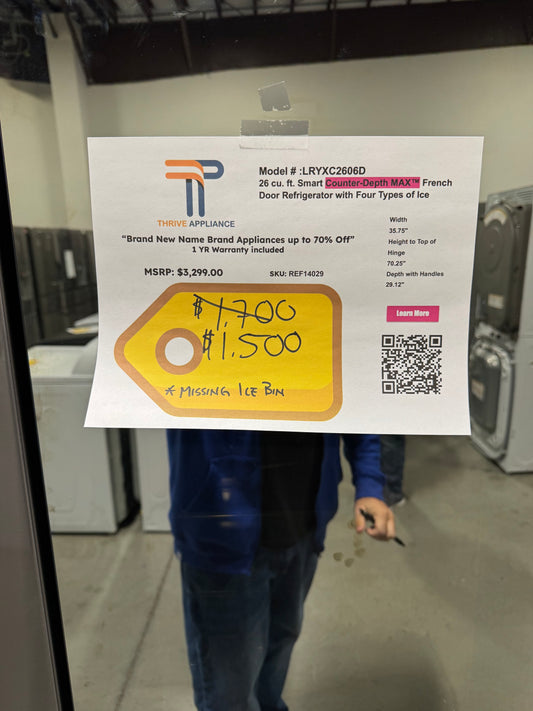 THRIVE APPLIANCE
Model # :LRYXC2606D
26 cu. ft. Smart Counter-Depth MAX™ French
Door Refrigerator with Four Types of Ice
"Brand New Name Brand Appliances up to 70% Off"
1 YR Warranty included
MSRP: $3,299.00
SKU: REF14029
Width
35.75"
Height to Top of
Hinge
70.25"
Depth with Handles
29.12"
Learn More
$1,700
$1,500
* MISSING ICE BIN